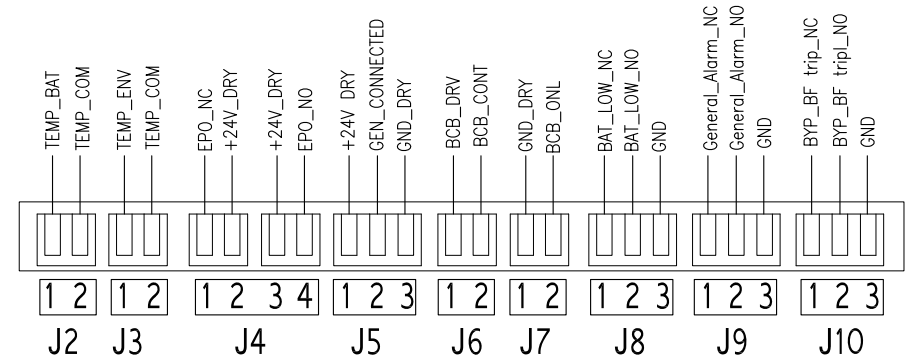 TEMP_BAT
TEMP_COM
TEMP_ENV
TEMP_COM
EPO_NC
+24V_DRY
+24V_DRY
EPO_NO
+24V DRY
GEN_CONNECTED
GND_DRY
BCB_DRV
BCB_CONT
GND_DRY
BCB_ONL
BAT_LOW_NC
BAT_LOW_NO
GND
General_Alarm_NC
General_Alarm_NO
GND
BYP_BF trip_NC
BYP_BF tripl_NO
GND
1 2 1 2 1 2 3 4 1 2 3 1 2 1 2 1 2 3 1 2 3 1 2 3
J2 J3 J4 J5 J6 J7 J8 J9 J10